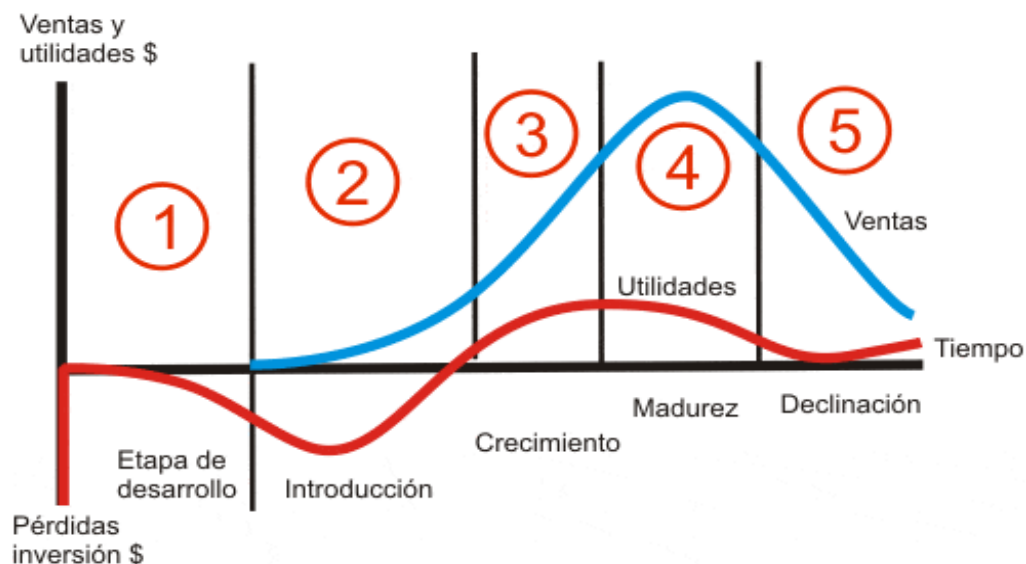 Ventas y
utilidades $
1
2
3
4
5
Ventas
Utilidades
Tiempo
Madurez
Declinación
Crecimiento
Etapa de
desarrollo
Introducción
Pérdidas
inversión $